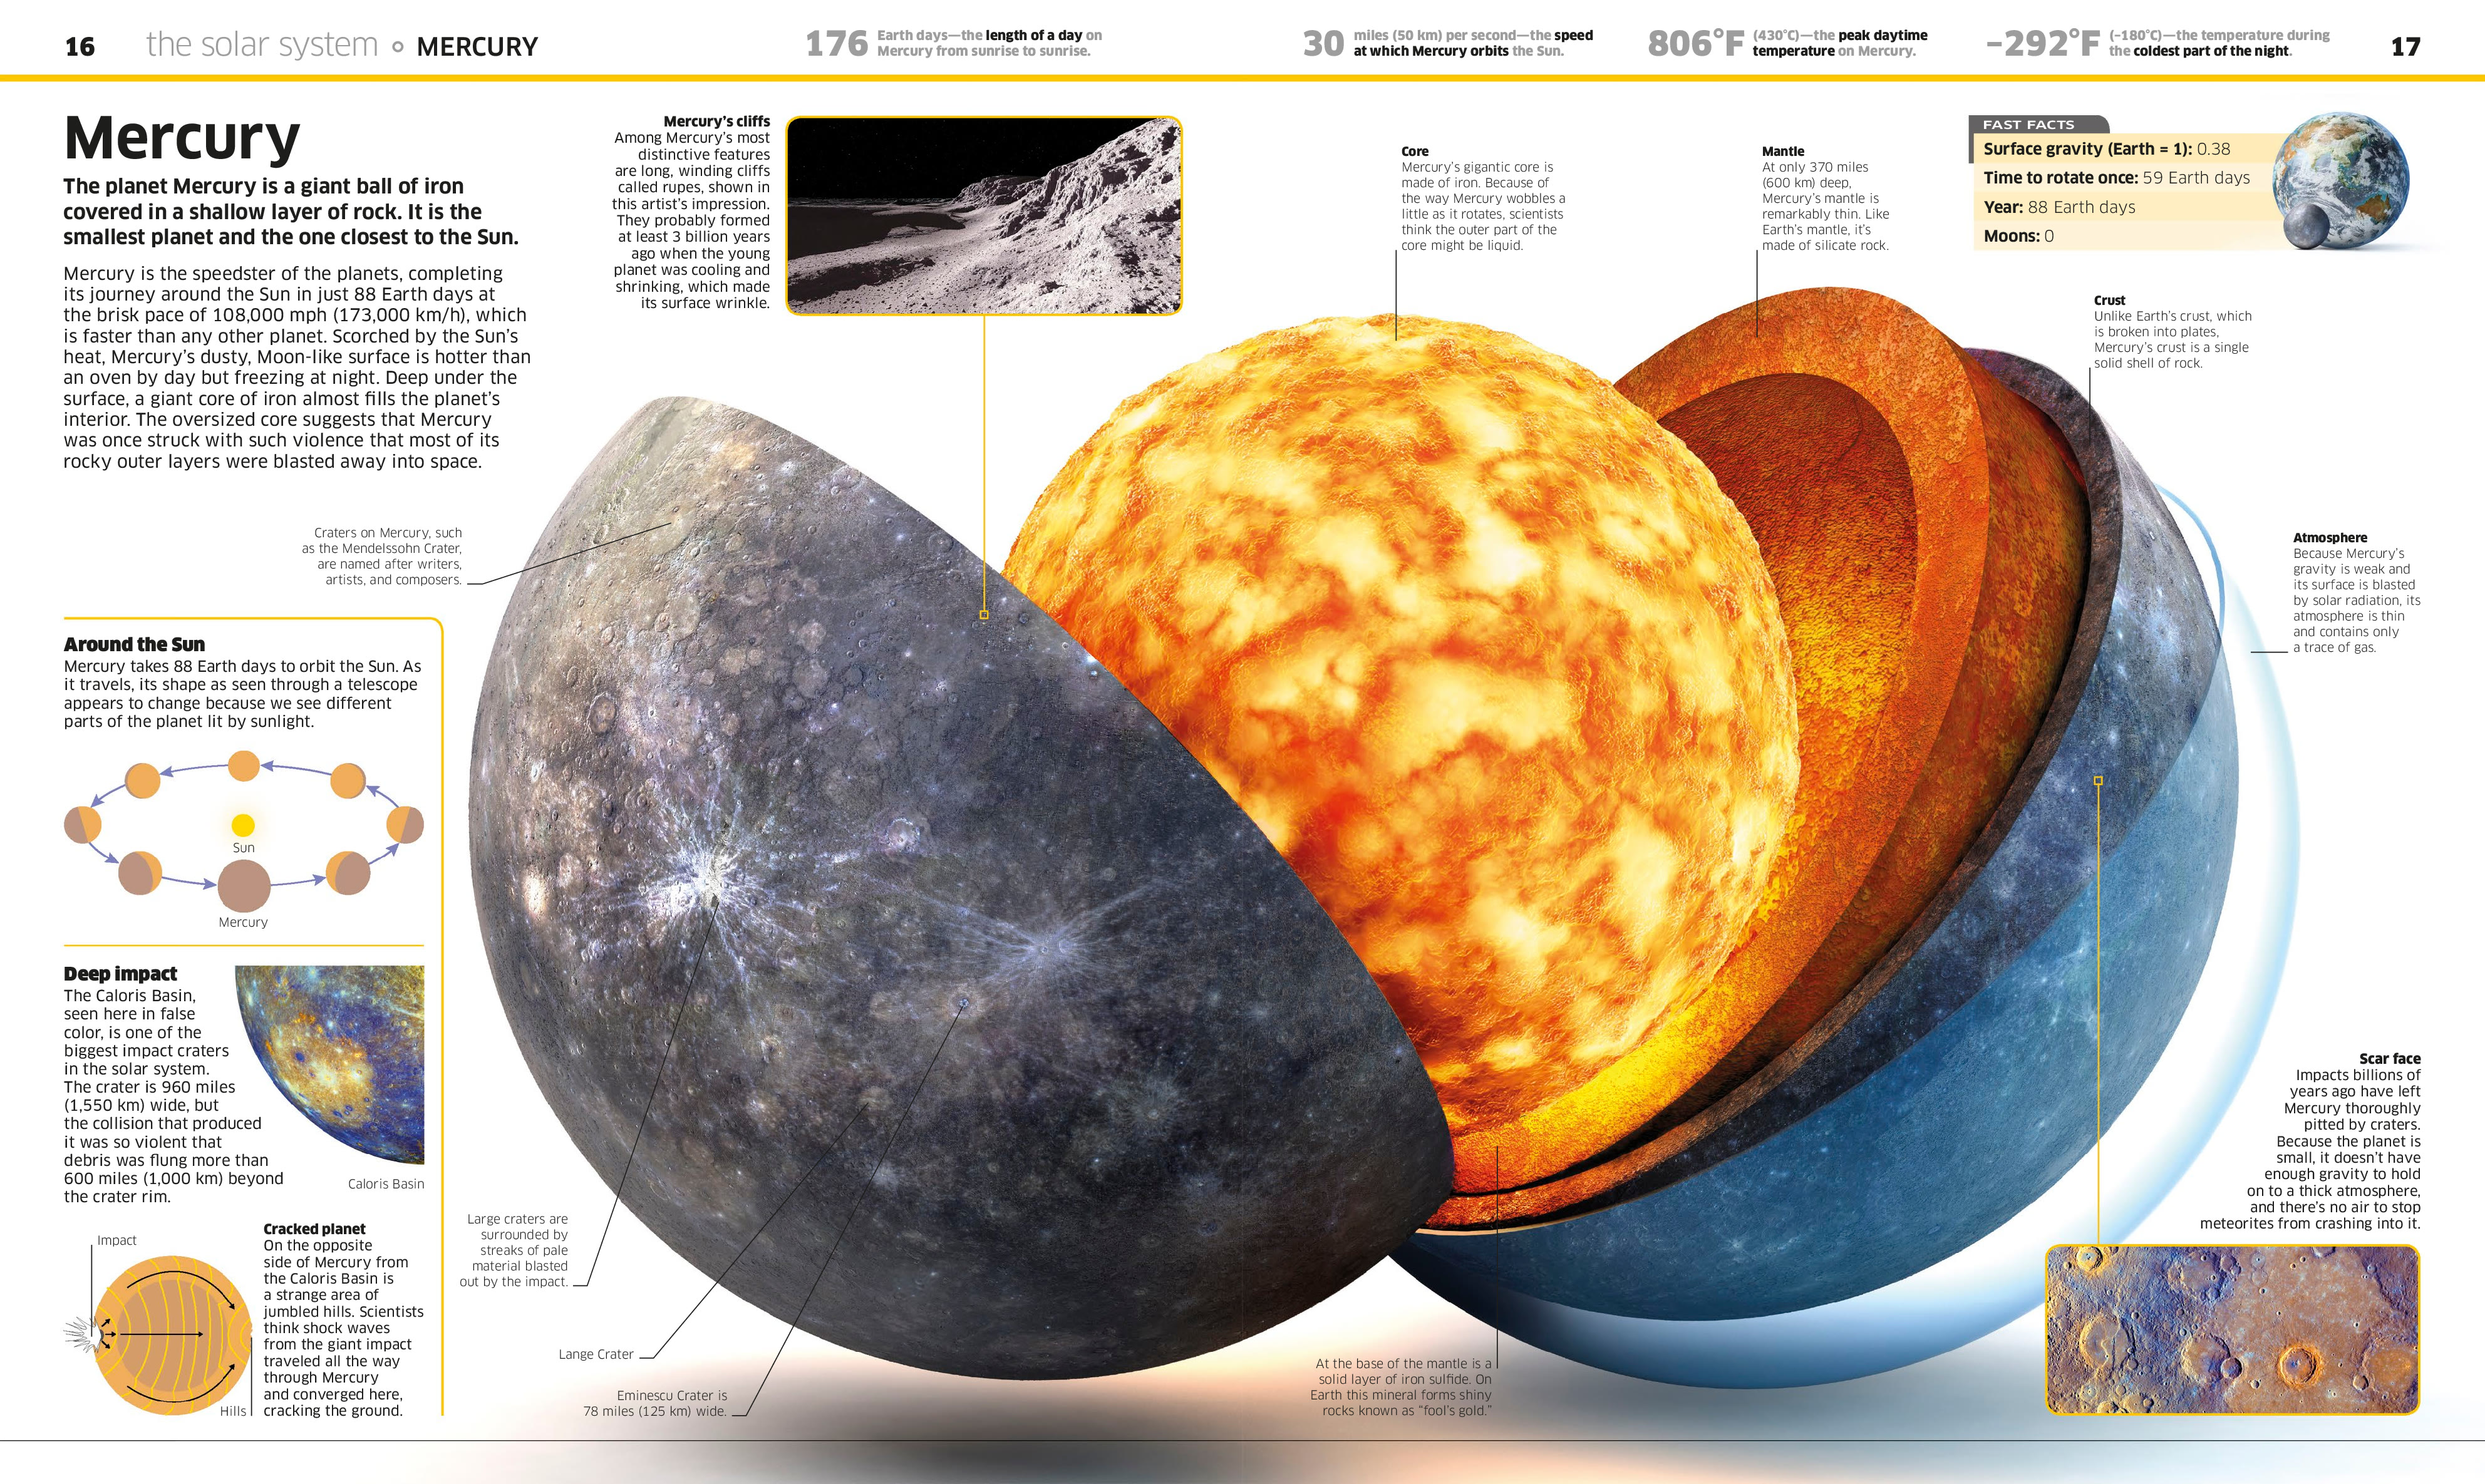 16 the solar system ○ MERCURY
176 Earth days—the length of a day on
Mercury from sunrise to sunrise.
30 miles (50 km) per second—the speed
at which Mercury orbits the Sun.
806°F (430°C)—the peak daytime
temperature on Mercury.
–292°F (–180°C)—the temperature during
the coldest part of the night.
17
Mercury
The planet Mercury is a giant ball of iron
covered in a shallow layer of rock. It is the
smallest planet and the one closest to the Sun.
Mercury is the speedster of the planets, completing
its journey around the Sun in just 88 Earth days at
the brisk pace of 108,000 mph (173,000 km/h), which
is faster than any other planet. Scorched by the Sun's
heat, Mercury's dusty, Moon-like surface is hotter than
an oven by day but freezing at night. Deep under the
surface, a giant core of iron almost fills the planet's
interior. The oversized core suggests that Mercury
was once struck with such violence that most of its
rocky outer layers were blasted away into space.
Mercury's cliffs
Among Mercury's most
distinctive features
are long, winding cliffs
called rupes, shown in
this artist's impression.
They probably formed
at least 3 billion years
ago when the young
planet was cooling and
shrinking, which made
its surface wrinkle.
Core
Mercury's gigantic core is
made of iron. Because of
the way Mercury wobbles a
little as it rotates, scientists
think the outer part of the
core might be liquid.
Mantle
At only 370 miles
(600 km) deep,
Mercury's mantle is
remarkably thin. Like
Earth's mantle, it's
made of silicate rock.
FAST FACTS
Surface gravity (Earth = 1): 0.38
Time to rotate once: 59 Earth days
Year: 88 Earth days
Moons: 0
Crust
Unlike Earth's crust, which
is broken into plates,
Mercury's crust is a single
solid shell of rock.
Atmosphere
Because Mercury's
gravity is weak and
its surface is blasted
by solar radiation, its
atmosphere is thin
and contains only
a trace of gas.
Craters on Mercury, such
as the Mendelssohn Crater,
are named after writers,
artists, and composers.
Around the Sun
Mercury takes 88 Earth days to orbit the Sun. As
it travels, its shape as seen through a telescope
appears to change because we see different
parts of the planet lit by sunlight.
Sun
Mercury
Deep impact
The Caloris Basin,
seen here in false
color, is one of the
biggest impact craters
in the solar system.
The crater is 960 miles
(1,550 km) wide, but
the collision that produced
it was so violent that
debris was flung more than
600 miles (1,000 km) beyond
the crater rim.
Caloris Basin
Impact
Hills
Cracked planet
On the opposite
side of Mercury from
the Caloris Basin is
a strange area of
jumbled hills. Scientists
think shock waves
from the giant impact
traveled all the way
through Mercury
and converged here,
cracking the ground.
Large craters are
surrounded by
streaks of pale
material blasted
out by the impact.
Lange Crater
Eminescu Crater is
78 miles (125 km) wide.
At the base of the mantle is a
solid layer of iron sulfide. On
Earth this mineral forms shiny
rocks known as "fool's gold."
Scar face
Impacts billions of
years ago have left
Mercury thoroughly
pitted by craters.
Because the planet is
small, it doesn't have
enough gravity to hold
on to a thick atmosphere,
and there's no air to stop
meteorites from crashing into it.